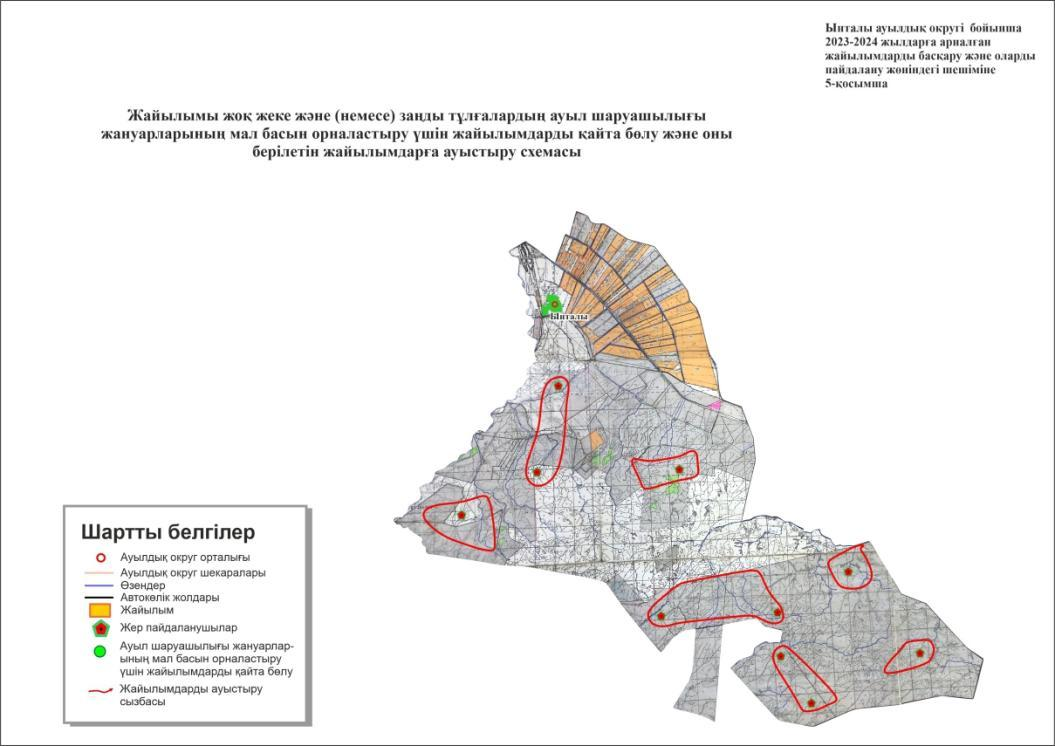 Ынталы ауылдық округі бойынша
2023-2024 жылдарға арналған
жайылымдарды басқару және оларды
пайдалану жөніндегі шешіміне
5-қосымша
Жайылымы жоқ жеке және (немесе) заңды тұлғалардың ауыл шаруашылығы
жануарларының мал басын орналастыру үшін жайылымдарды қайта бөлу және оны
берілетін жайылымдарға ауыстыру схемасы
Ынталы
Шартты белгілер
Ауылдық округ орталығы
Ауылдық округ шекаралары
Өзендер
Автокөлік жолдары
Жайылым
Жер пайдаланушылар
Ауыл шаруашылығы жануарлар-
ының мал басын орналастыру
үшін жайылымдарды қайта бөлу
Жайылымдарды ауыстыру
сызбасы